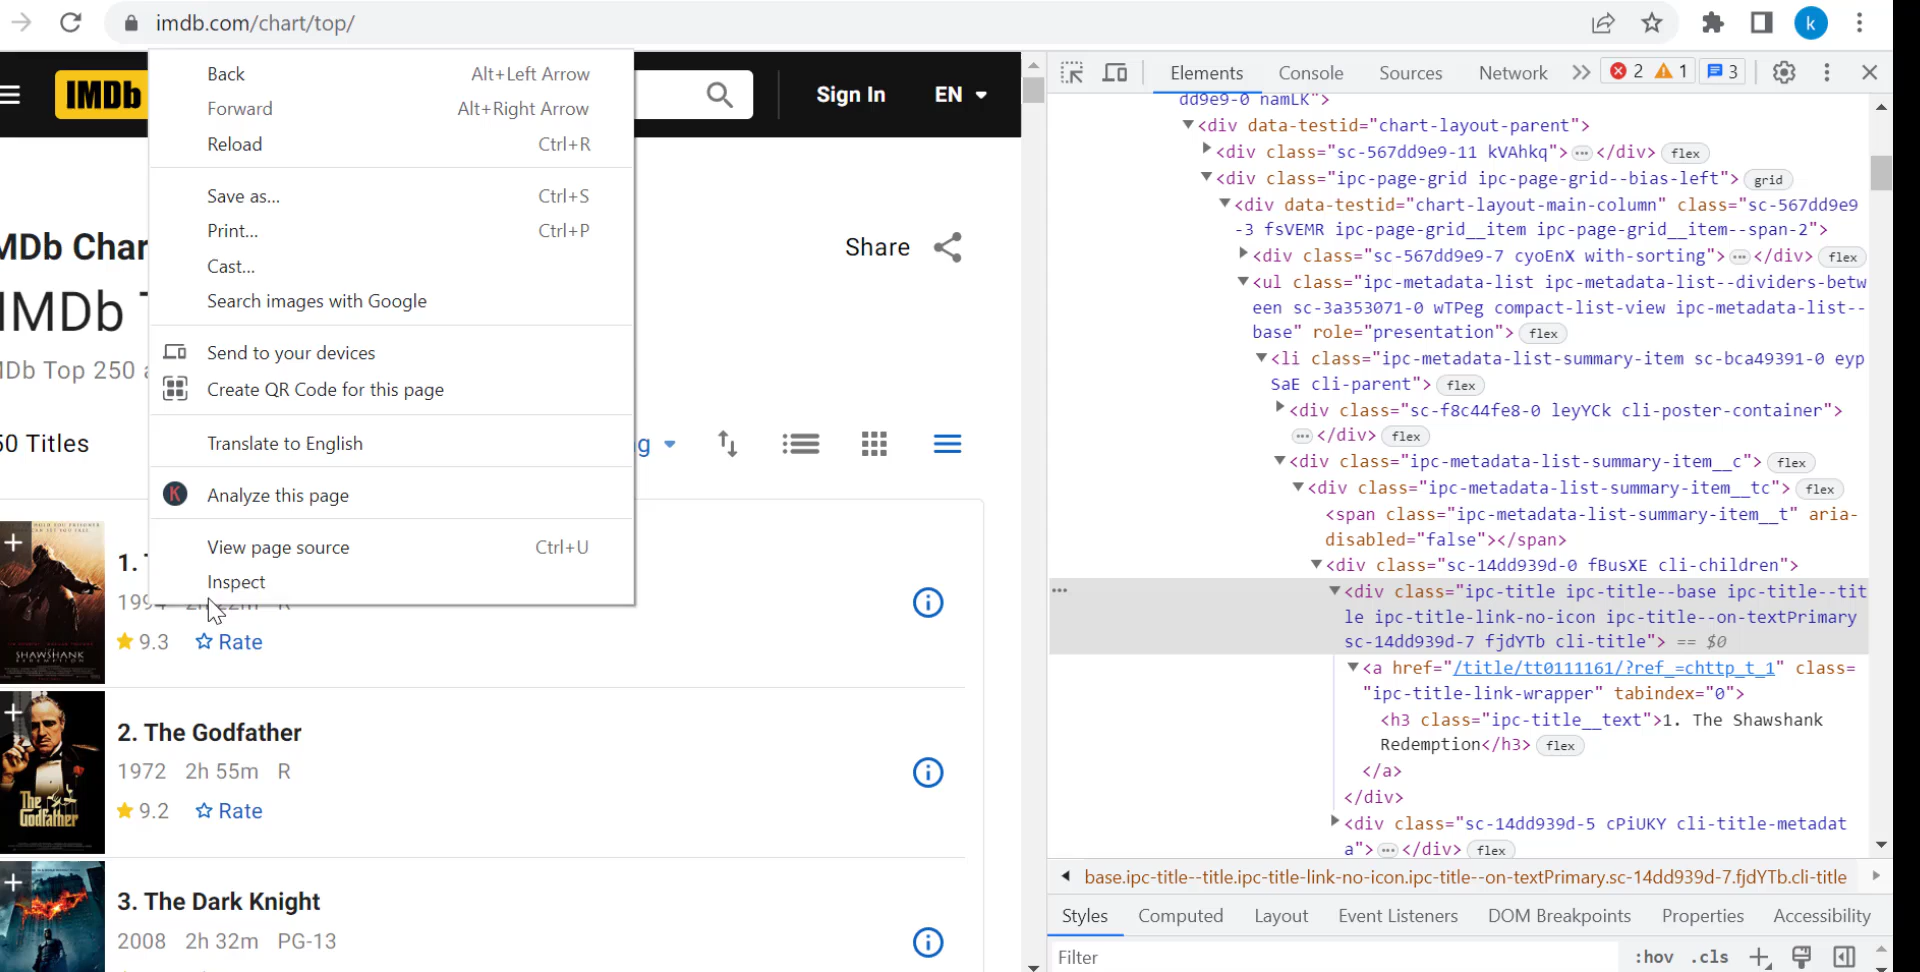 imdb.com/chart/top/
k
IMDb
Sign In
EN
Back Alt+Left Arrow
Forward Alt+Right Arrow
Reload Ctrl+R
Save as... Ctrl+S
Print... Ctrl+P
Cast...
Search images with Google
Send to your devices
Create QR Code for this page
Translate to English
K Analyze this page
View page source Ctrl+U
Inspect
MDb Char
Share
IMDb
MDb Top 250
50 Titles
g
SHAWSHANK
1.
1994 2h 22m R
9.3 Rate
The
Godfather
2. The Godfather
1972 2h 55m R
9.2 Rate
3. The Dark Knight
2008 2h 32m PG-13
Elements Console Sources Network >> 2 1 3
dd9e9-0 namLK">
<div data-testid="chart-layout-parent">
<div class="sc-567dd9e9-11 kVAhkq"> ... </div> flex
<div class="ipc-page-grid ipc-page-grid--bias-left"> grid
<div data-testid="chart-layout-main-column" class="sc-567dd9e9
-3 fsVEMR ipc-page-grid__item ipc-page-grid__item--span-2">
<div class="sc-567dd9e9-7 cyoEnX with-sorting"> ... </div> flex
<ul class="ipc-metadata-list ipc-metadata-list--dividers-betw
een sc-3a353071-0 wTPeg compact-list-view ipc-metadata-list--
base" role="presentation"> flex
<li class="ipc-metadata-list-summary-item sc-bca49391-0 eyp
SaE cli-parent"> flex
<div class="sc-f8c44fe8-0 leyYCk cli-poster-container">
... </div> flex
<div class="ipc-metadata-list-summary-item__c"> flex
<div class="ipc-metadata-list-summary-item__tc"> flex
<span class="ipc-metadata-list-summary-item__t" aria-
disabled="false"></span>
<div class="sc-14dd939d-0 fBusXE cli-children">
<div class="ipc-title ipc-title--base ipc-title--tit
le ipc-title-link-no-icon ipc-title--on-textPrimary
sc-14dd939d-7 fjdYTb cli-title"> == $0
<a href="/title/tt0111161/?ref_=chttp_t_1" class=
"ipc-title-link-wrapper" tabindex="0">
<h3 class="ipc-title__text">1. The Shawshank
Redemption</h3> flex
</a>
</div>
<div class="sc-14dd939d-5 cPiUKY cli-title-metadat
a"> ... </div> flex
base.ipc-title--title.ipc-title-link-no-icon.ipc-title--on-textPrimary.sc-14dd939d-7.fjdYTb.cli-title
Styles Computed Layout Event Listeners DOM Breakpoints Properties Accessibility
Filter :hov .cls